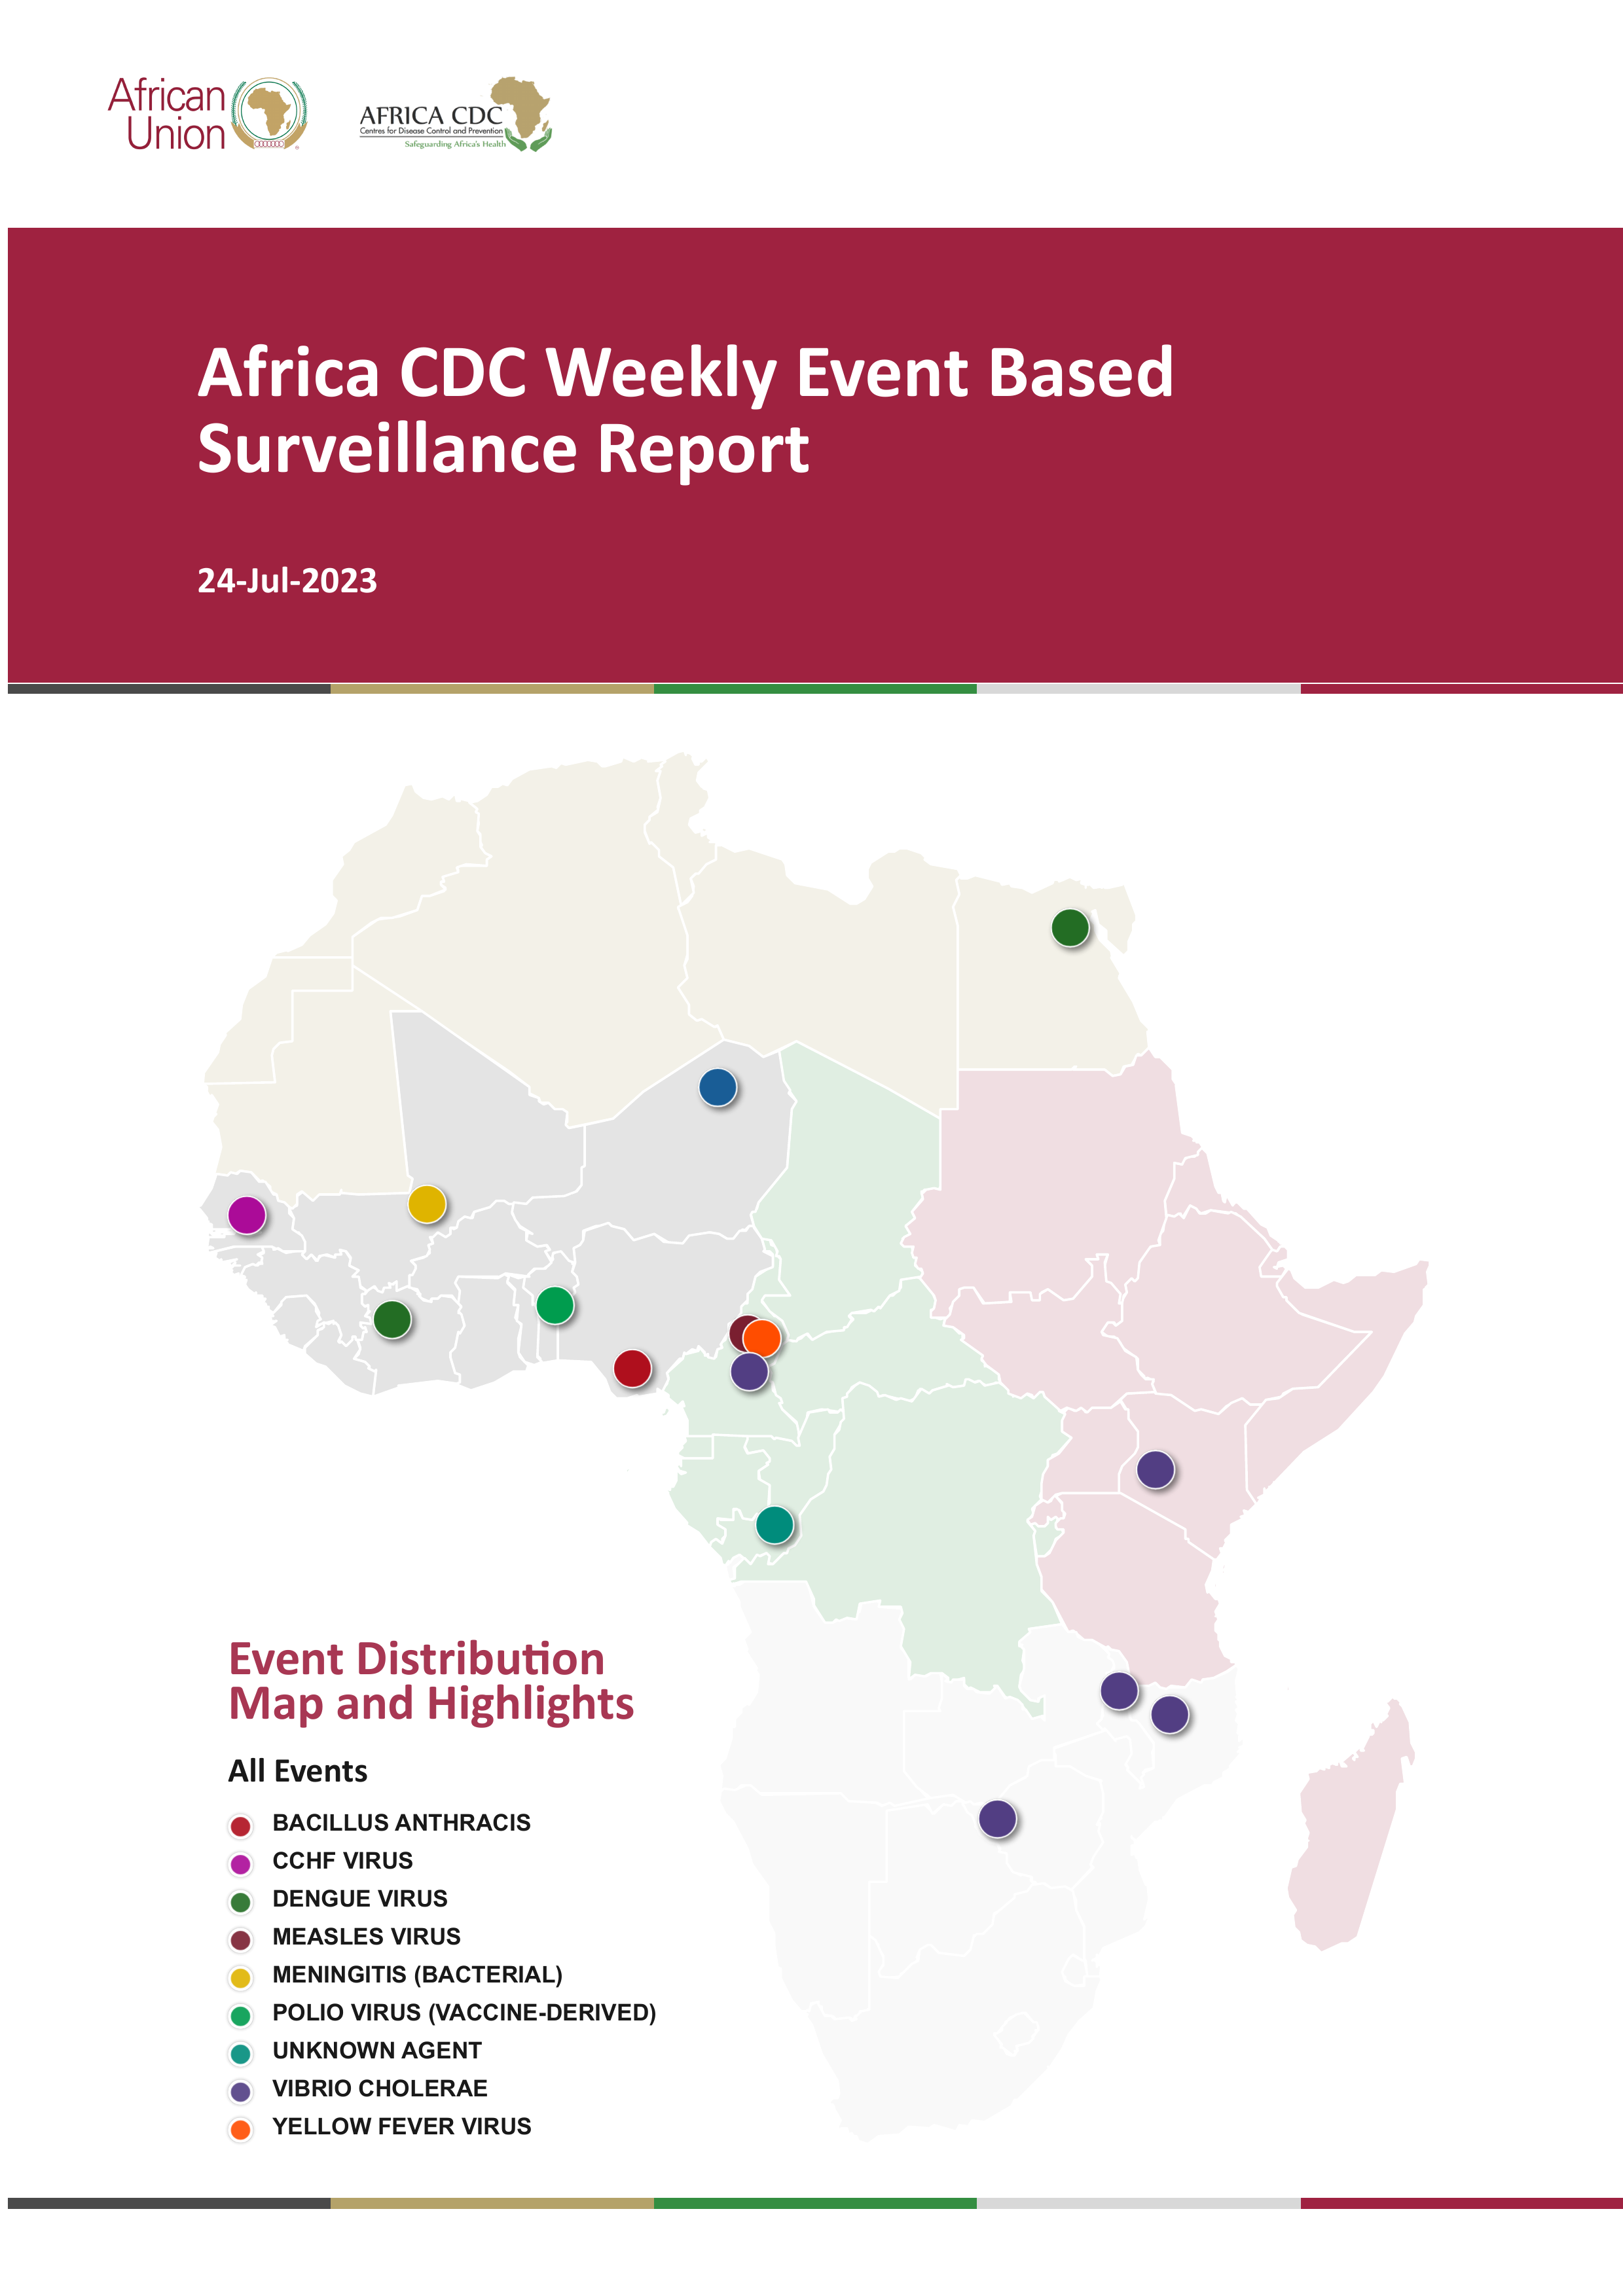 African
Union
AFRICA CDC
Centres for Disease Control and Prevention
Safeguarding Africa's Health
Africa CDC Weekly Event Based
Surveillance Report
24-Jul-2023
Event Distribution
Map and Highlights
All Events
BACILLUS ANTHRACIS
CCHF VIRUS
DENGUE VIRUS
MEASLES VIRUS
MENINGITIS (BACTERIAL)
POLIO VIRUS (VACCINE-DERIVED)
UNKNOWN AGENT
VIBRIO CHOLERAE
YELLOW FEVER VIRUS